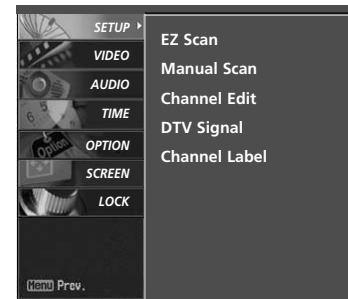 SETUP
VIDEO
AUDIO
TIME
OPTION
SCREEN
LOCK
Menu Prev.
EZ Scan
Manual Scan
Channel Edit
DTV Signal
Channel Label
Option